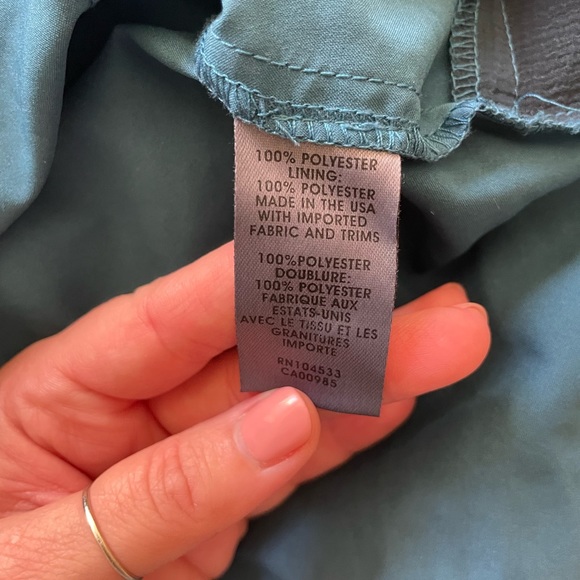 100% POLYESTER
LINING:
100% POLYESTER
MADE IN THE USA
WITH IMPORTED
FABRIC AND TRIMS
100%POLYESTER
DOUBLURE:
100% POLYESTER
FABRIQUE AUX
ETATS-UNIS
AVEC LE TISSU ET LES
GRANITURES
IMPORTE
RN104533
CA00985